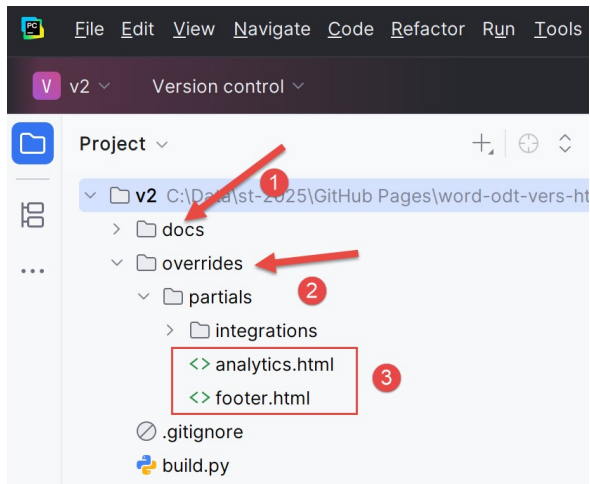 PC File Edit View Navigate Code Refactor Run Tools
V v2 Version control
Project
1
v2 C:\Data\st-2025\GitHub Pages\word-odt-vers-ht
docs
overrides
2
partials
integrations
analytics.html
3
footer.html
.gitignore
build.py